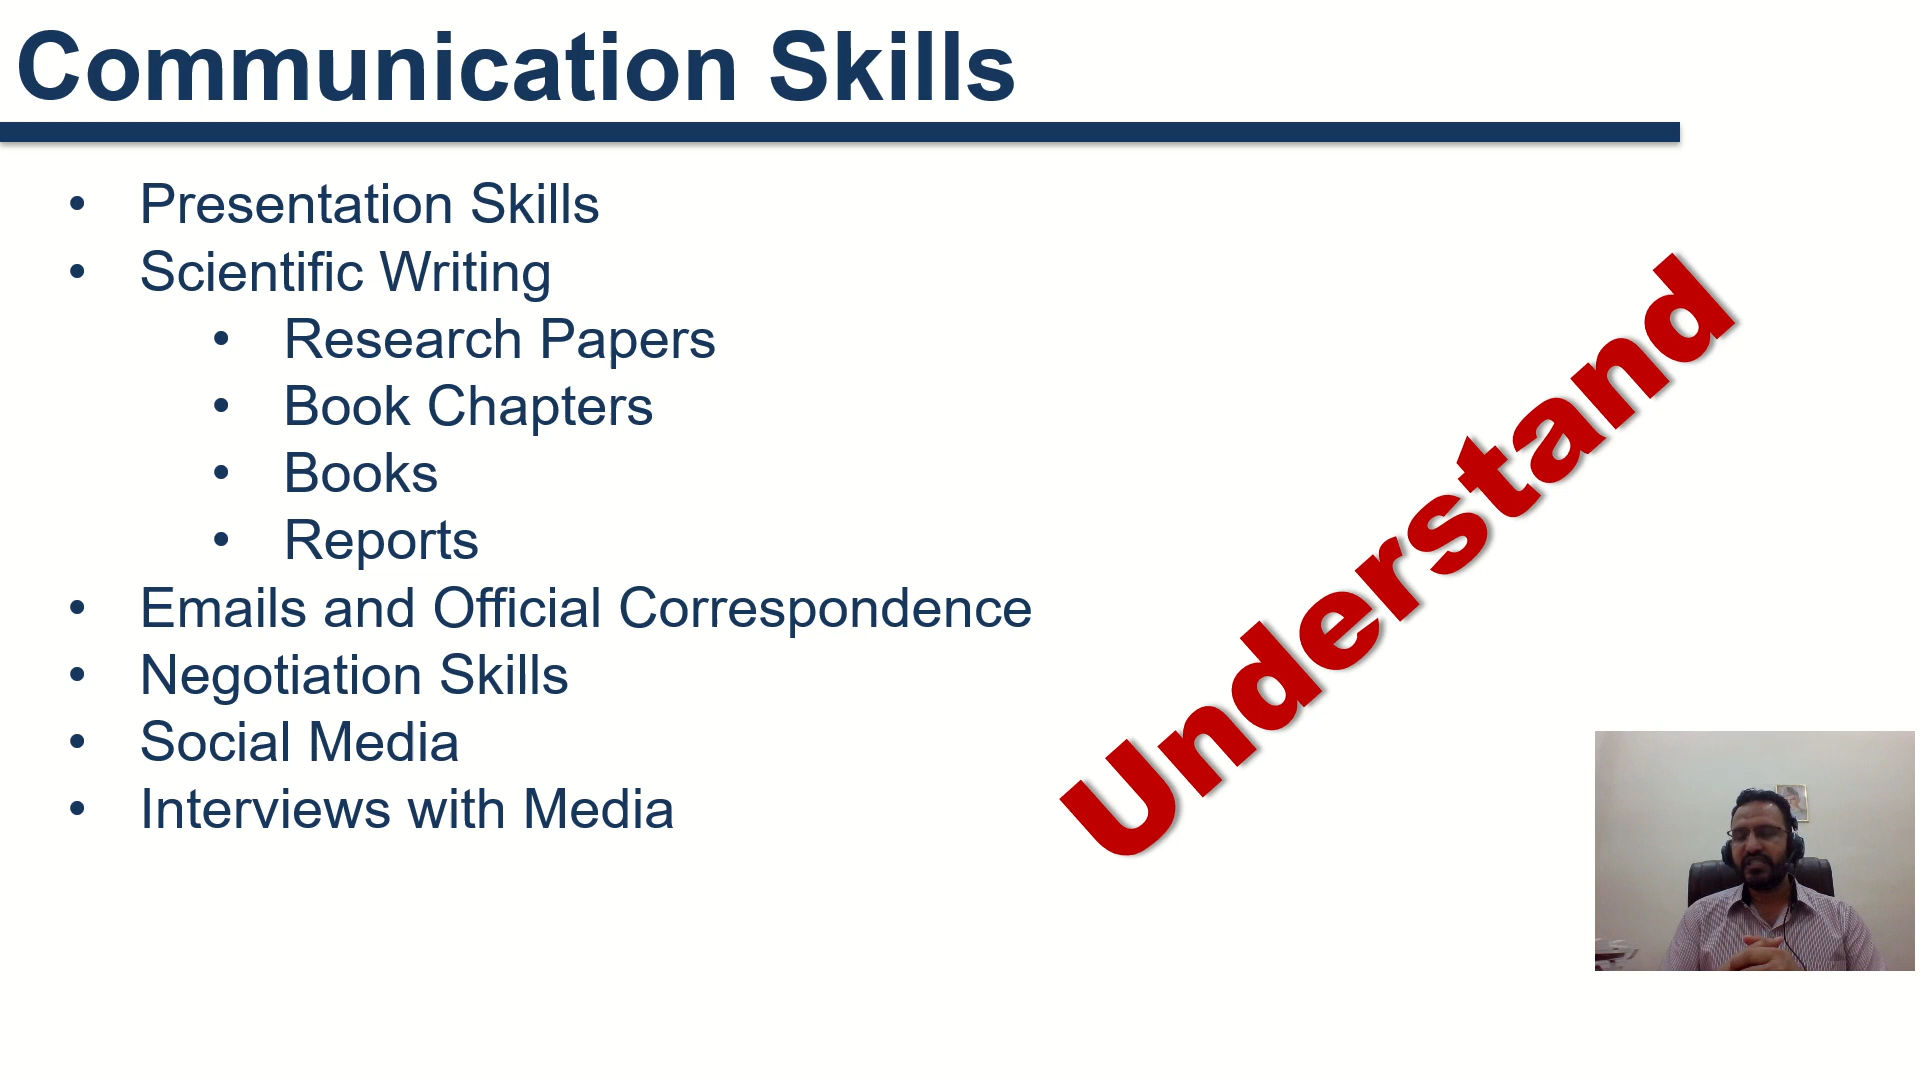 Communication Skills
• Presentation Skills
• Scientific Writing
• Research Papers
• Book Chapters
• Books
• Reports
• Emails and Official Correspondence
• Negotiation Skills
• Social Media
• Interviews with Media
Understand